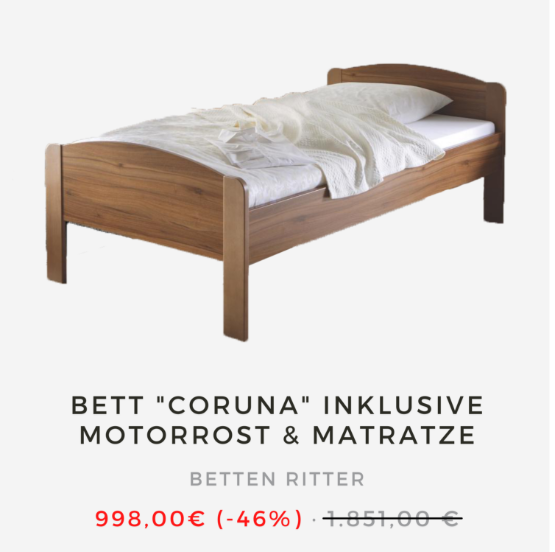 BETT "CORUNA" INKLUSIVE
MOTORROST & MATRATZE
BETTEN RITTER
998,00€ (-46%) · 1.851,00 €